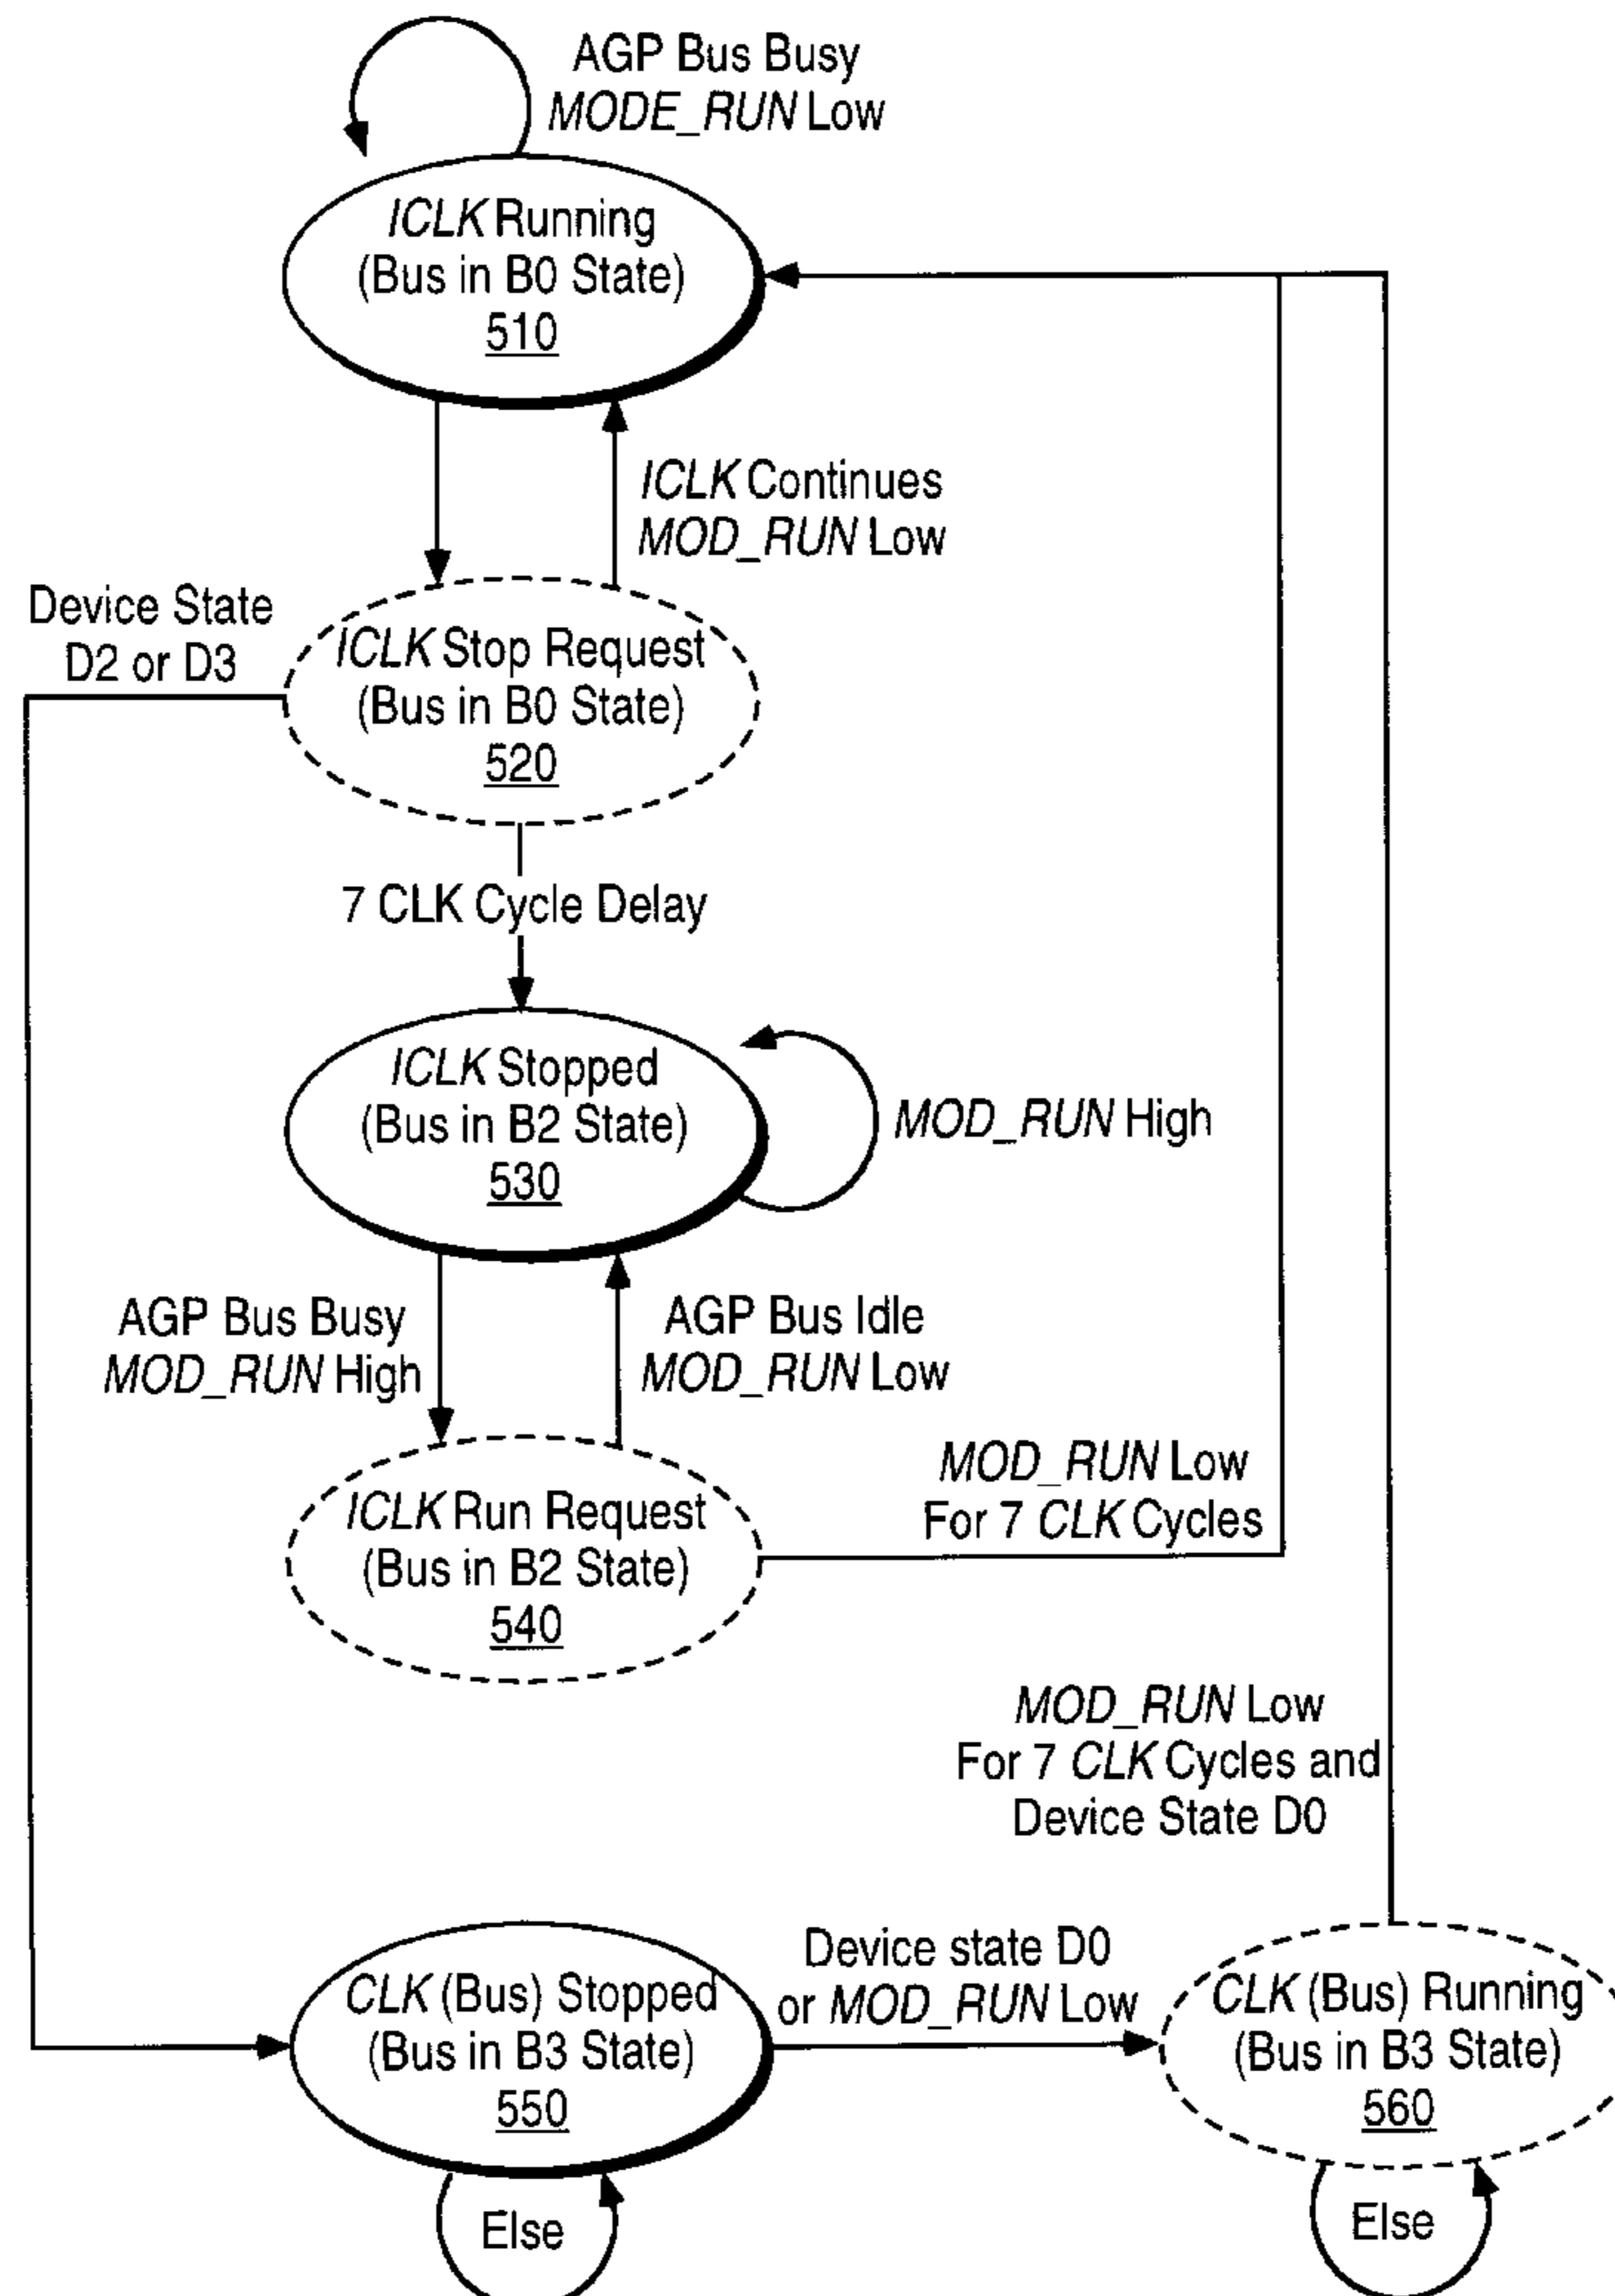 AGP Bus Busy
MODE_RUN Low
ICLK Running
(Bus in B0 State)
510
ICLK Continues
MOD_RUN Low
Device State
D2 or D3
ICLK Stop Request
(Bus in B0 State)
520
7 CLK Cycle Delay
ICLK Stopped
(Bus in B2 State)
530
MOD_RUN High
AGP Bus Busy
MOD_RUN High
AGP Bus Idle
MOD_RUN Low
ICLK Run Request
(Bus in B2 State)
540
MOD_RUN Low
For 7 CLK Cycles
MOD_RUN Low
For 7 CLK Cycles and
Device State D0
CLK (Bus) Stopped
(Bus in B3 State)
550
Device state D0
or MOD_RUN Low
CLK (Bus) Running
(Bus in B3 State)
560
Else
Else